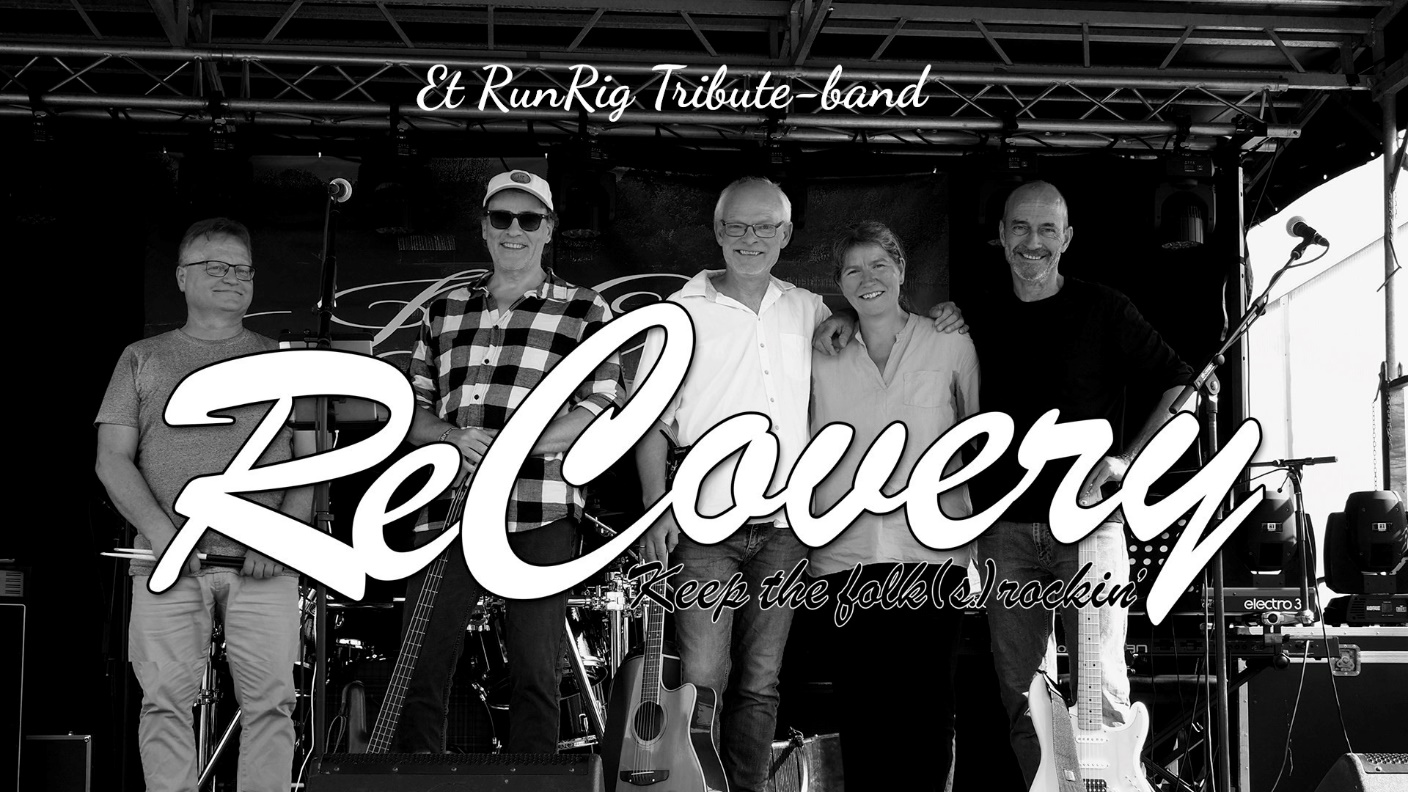 Et RunRig Tribute-band
ReCovery
Keep the folk(s) rockin'
electro 3